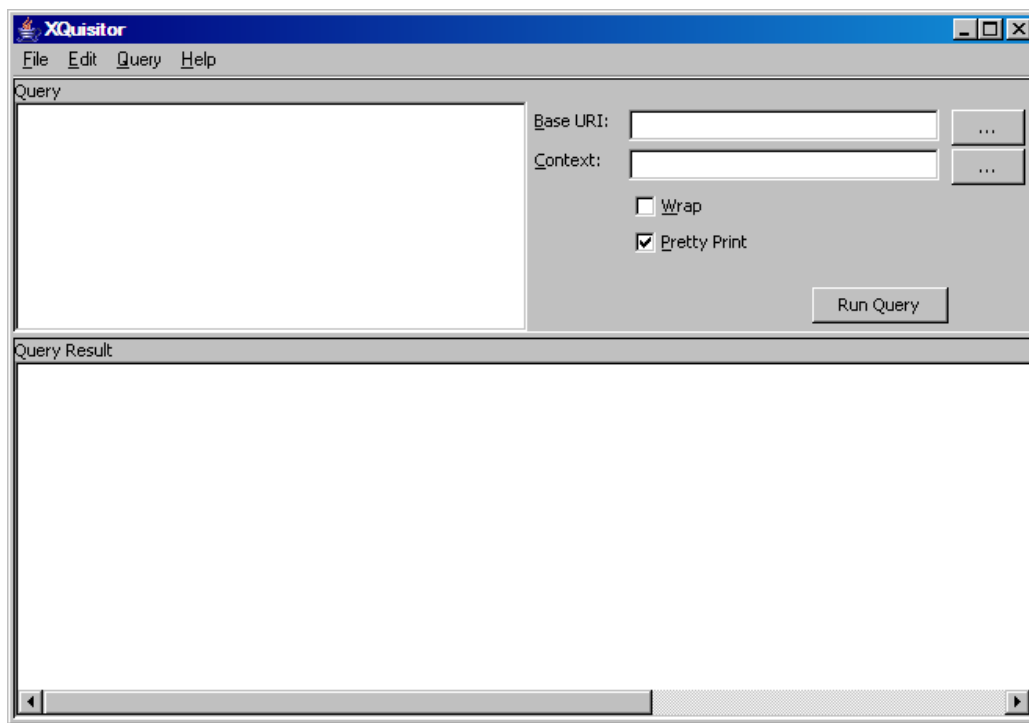 XQuisitor
File Edit Query Help
Query
Base URI: ...
Context: ...
Wrap
Pretty Print
Run Query
Query Result